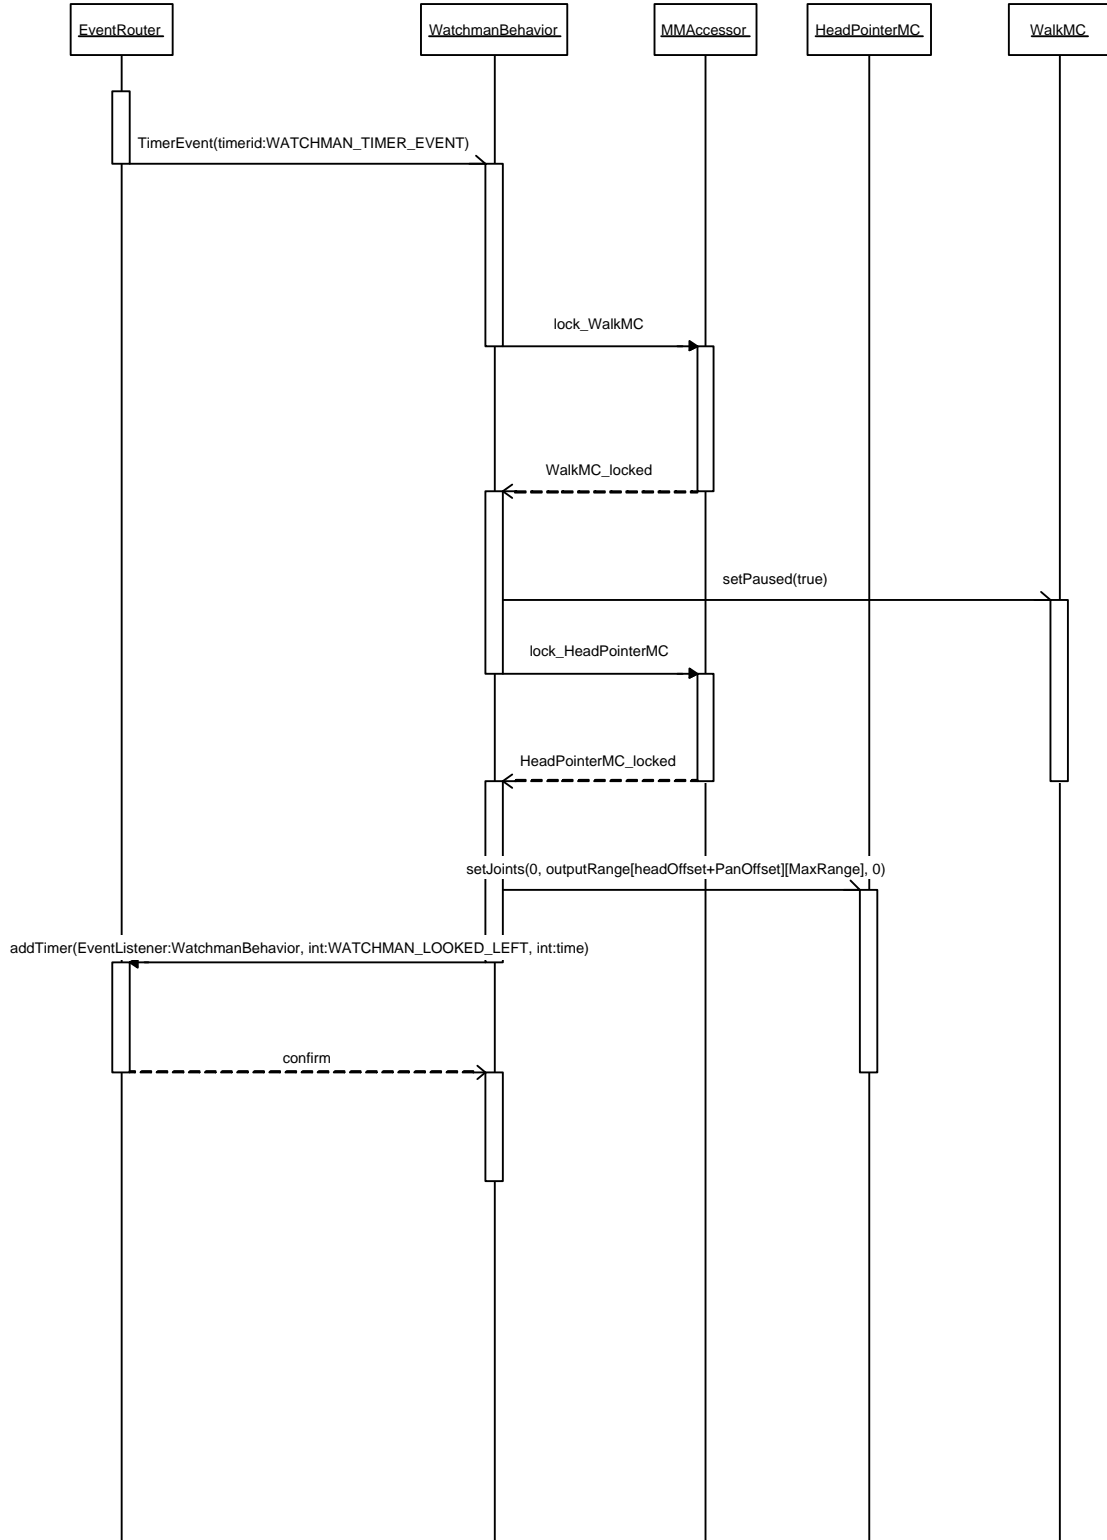 EventRouter
WatchmanBehavior
MMAccessor
HeadPointerMC
WalkMC
TimerEvent(timerid:WATCHMAN_TIMER_EVENT)
lock_WalkMC
WalkMC_locked
setPaused(true)
lock_HeadPointerMC
HeadPointerMC_locked
setJoints(0, outputRange[headOffset+PanOffset][MaxRange], 0)
addTimer(EventListener:WatchmanBehavior, int:WATCHMAN_LOOKED_LEFT, int:time)
confirm